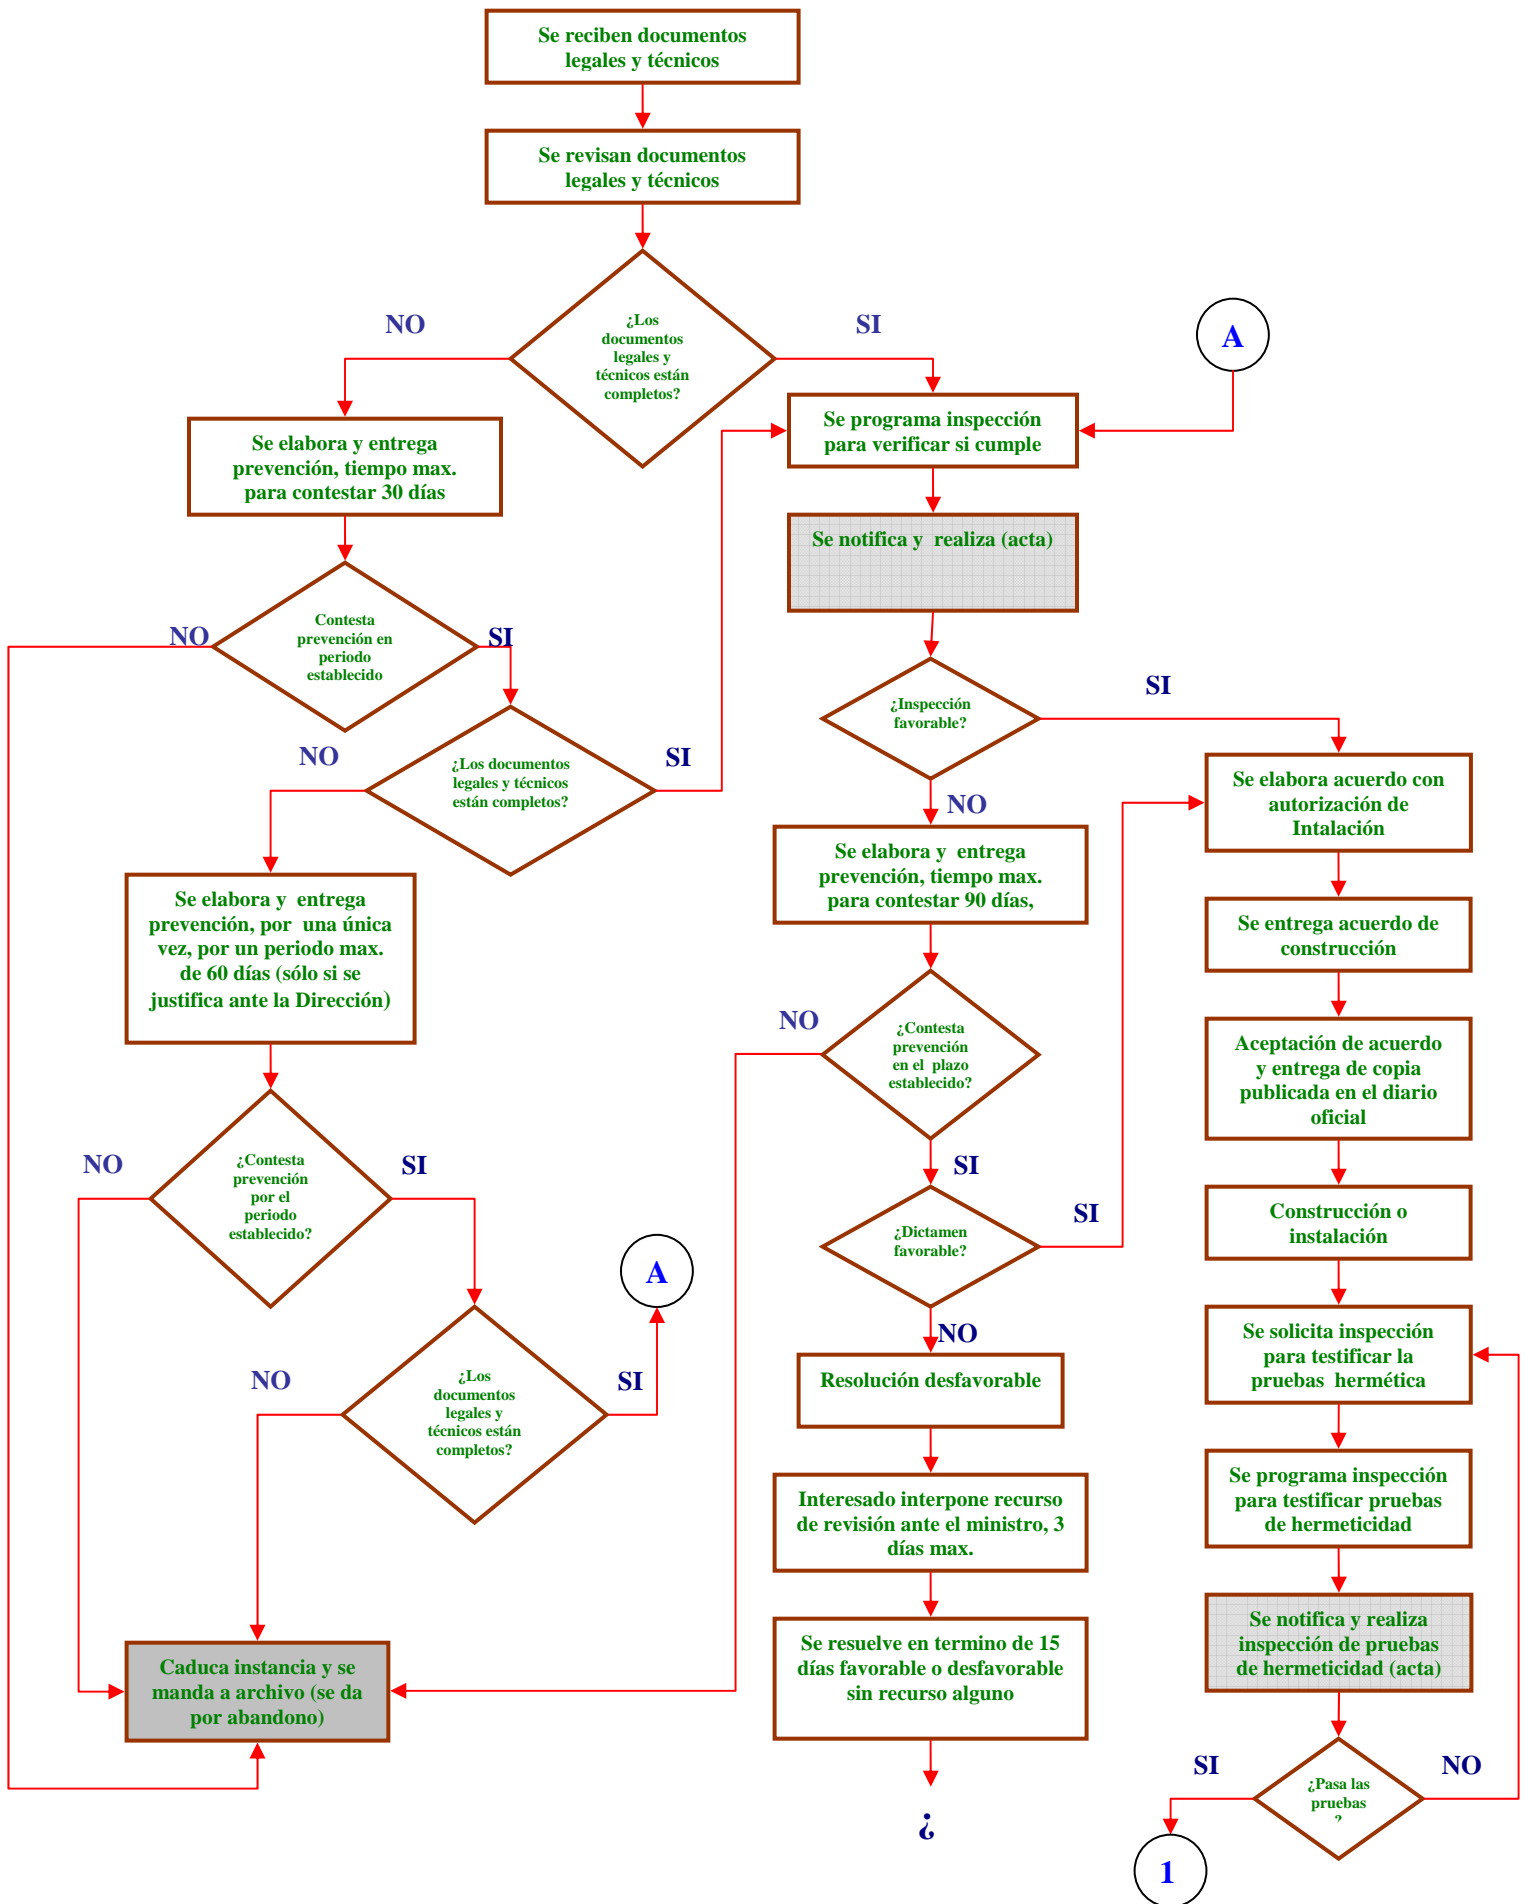 Se reciben documentos
legales y técnicos
Se revisan documentos
legales y técnicos
NO
SI
¿Los
documentos
legales y
técnicos están
completos?
A
Se elabora y entrega
prevención, tiempo max.
para contestar 30 días
Se programa inspección
para verificar si cumple
Se notifica y realiza (acta)
NO
Contesta
prevención en
periodo
establecido
SI
NO
¿Los documentos
legales y técnicos
están completos?
SI
¿Inspección
favorable?
SI
NO
Se elabora acuerdo con
autorización de
Intalación
Se elabora y entrega
prevención, tiempo max.
para contestar 90 días,
Se elabora y entrega
prevención, por una única
vez, por un periodo max.
de 60 días (sólo si se
justifica ante la Dirección)
Se entrega acuerdo de
construcción
NO
¿Contesta
prevención
en el plazo
establecido?
SI
Aceptación de acuerdo
y entrega de copia
publicada en el diario
oficial
NO
¿Contesta
prevención
por el
periodo
establecido?
SI
¿Dictamen
favorable?
SI
NO
Construcción o
instalación
A
NO
¿Los
documentos
legales y
técnicos están
completos?
SI
Resolución desfavorable
Se solicita inspección
para testificar la
pruebas hermética
Interesado interpone recurso
de revisión ante el ministro, 3
días max.
Se programa inspección
para testificar pruebas
de hermeticidad
Se resuelve en termino de 15
días favorable o desfavorable
sin recurso alguno
Se notifica y realiza
inspección de pruebas
de hermeticidad (acta)
Caduca instancia y se
manda a archivo (se da
por abandono)
¿
SI
¿Pasa las
pruebas
?
NO
1